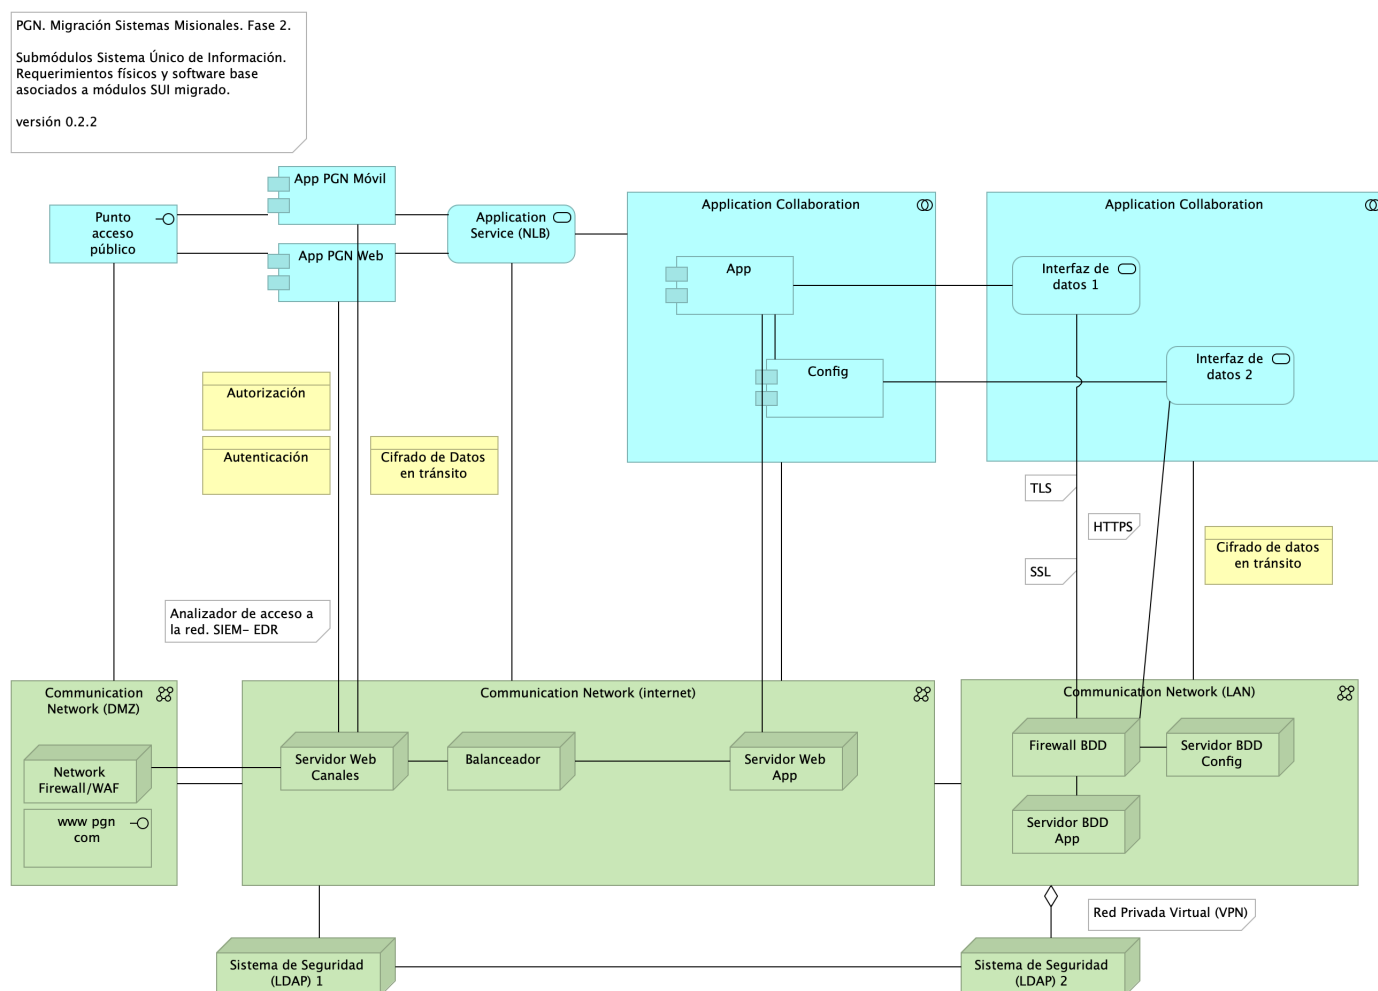 PGN. Migración Sistemas Misionales. Fase 2.
Submódulos Sistema Único de Información.
Requerimientos físicos y software base
asociados a módulos SUI migrado.
versión 0.2.2
App PGN Móvil
Punto
acceso
público
App PGN Web
Application
Service (NLB)
Application Collaboration
App
Config
Application Collaboration
Interfaz de
datos 1
Interfaz de
datos 2
Autorización
Autenticación
Cifrado de Datos
en tránsito
TLS
HTTPS
SSL
Cifrado de datos
en tránsito
Analizador de acceso a
la red. SIEM- EDR
Communication
Network (DMZ)
Network
Firewall/WAF
www pgn
com
Communication Network (internet)
Servidor Web
Canales
Balanceador
Servidor Web
App
Communication Network (LAN)
Firewall BDD
Servidor BDD
Config
Servidor BDD
App
Red Privada Virtual (VPN)
Sistema de Seguridad
(LDAP) 1
Sistema de Seguridad
(LDAP) 2